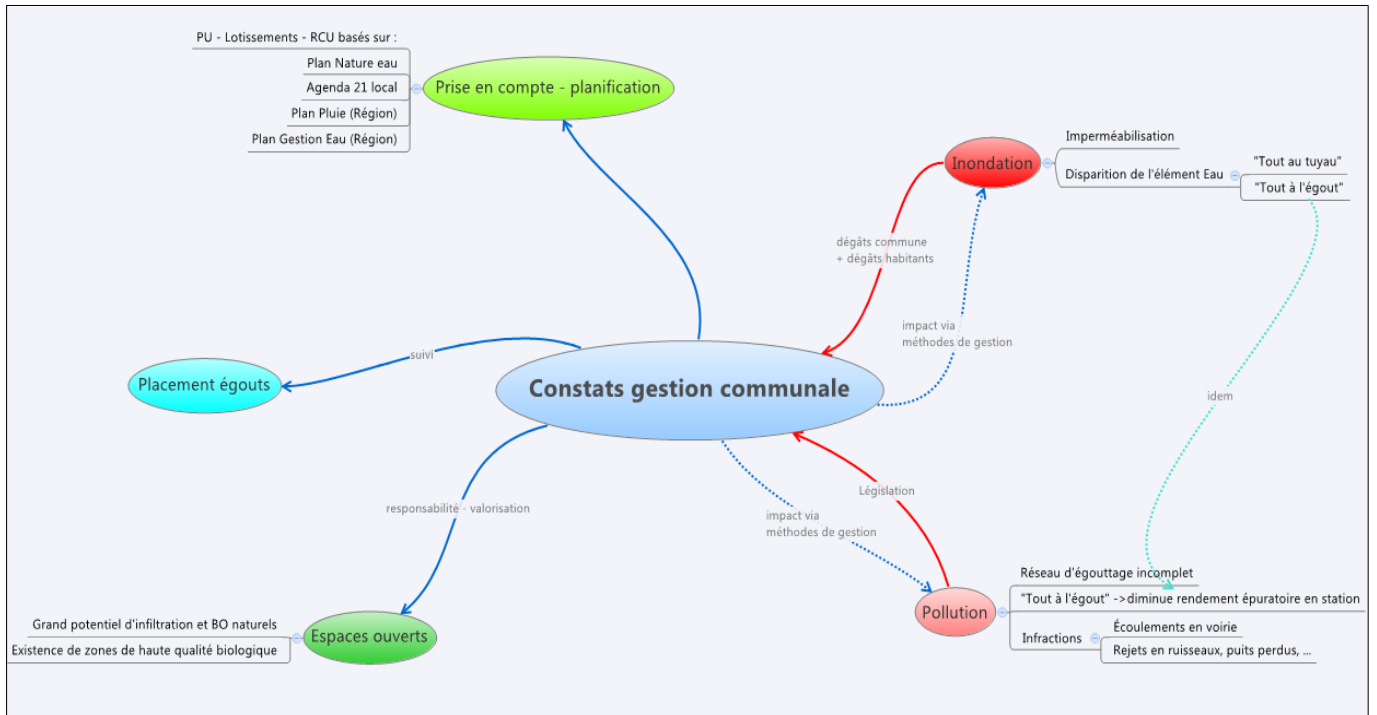 PU - Lotissements - RCU basés sur :
Plan Nature eau
Agenda 21 local
Plan Pluie (Région)
Plan Gestion Eau (Région)
Prise en compte - planification
Inondation
Imperméabilisation
Disparition de l'élément Eau
"Tout au tuyau"
"Tout à l'égout"
dégâts commune
+ dégâts habitants
impact via
méthodes de gestion
suivi
Placement égouts
Constats gestion communale
idem
responsabilité - valorisation
Législation
impact via
méthodes de gestion
Grand potentiel d'infiltration et BO naturels
Existence de zones de haute qualité biologique
Espaces ouverts
Pollution
Réseau d'égouttage incomplet
"Tout à l'égout" ->diminue rendement épuratoire en station
Infractions
Écoulements en voirie
Rejets en ruisseaux, puits perdus, ...